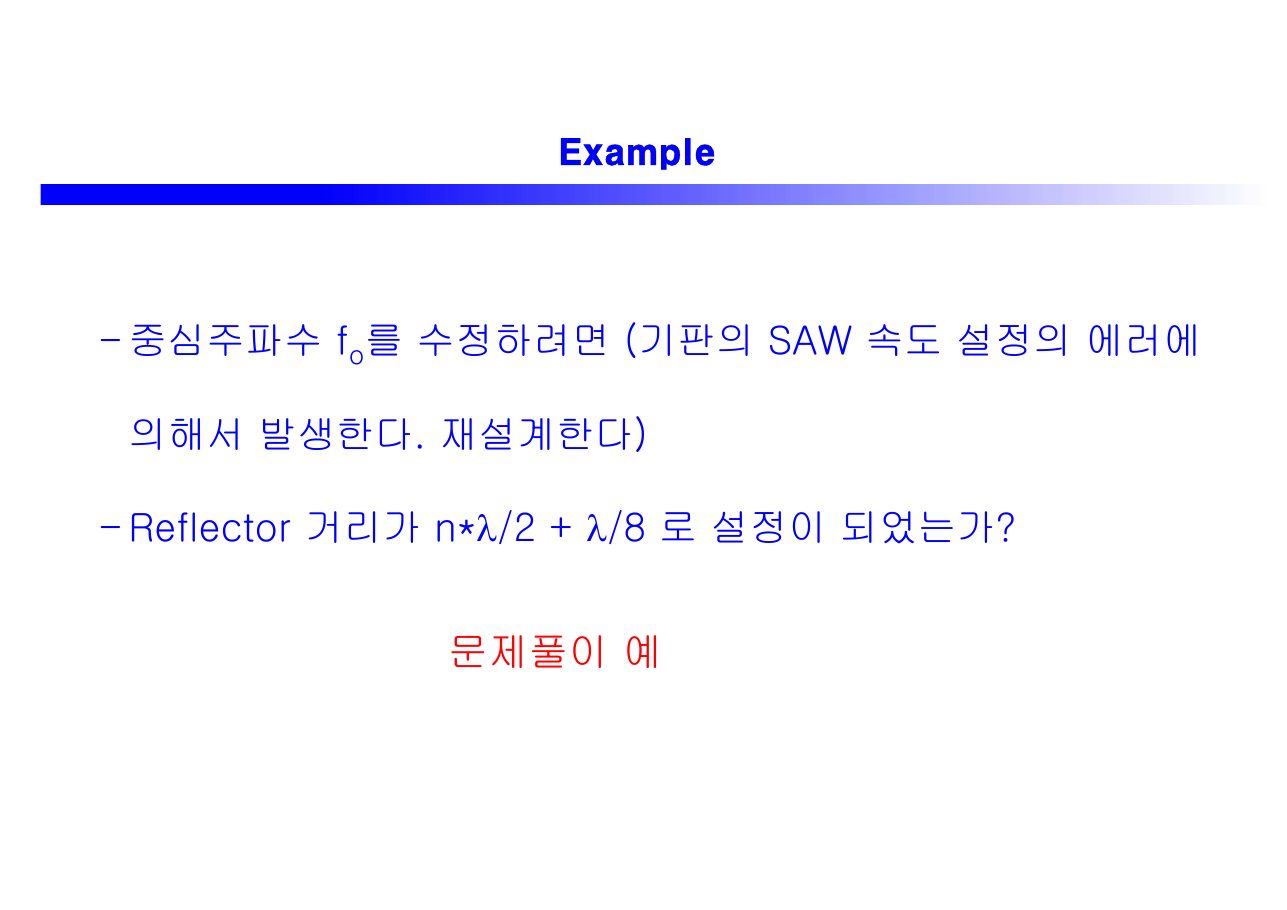 Example
- 중심주파수 fo를 수정하려면 (기판의 SAW 속도 설정의 에러에
의해서 발생한다. 재설계한다)
- Reflector 거리가 n*λ/2 + λ/8 로 설정이 되었는가?
문제풀이 예